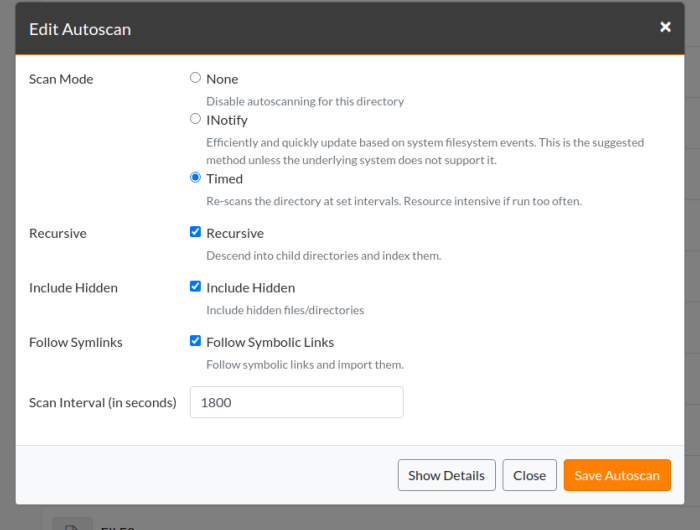 Edit Autoscan ×
Scan Mode
None
Disable autoscanning for this directory
INotify
Efficiently and quickly update based on system filesystem events. This is the suggested
method unless the underlying system does not support it.
Timed
Re-scans the directory at set intervals. Resource intensive if run too often.
Recursive
Recursive
Descend into child directories and index them.
Include Hidden
Include Hidden
Include hidden files/directories
Follow Symlinks
Follow Symbolic Links
Follow symbolic links and import them.
Scan Interval (in seconds)
1800
Show Details
Close
Save Autoscan